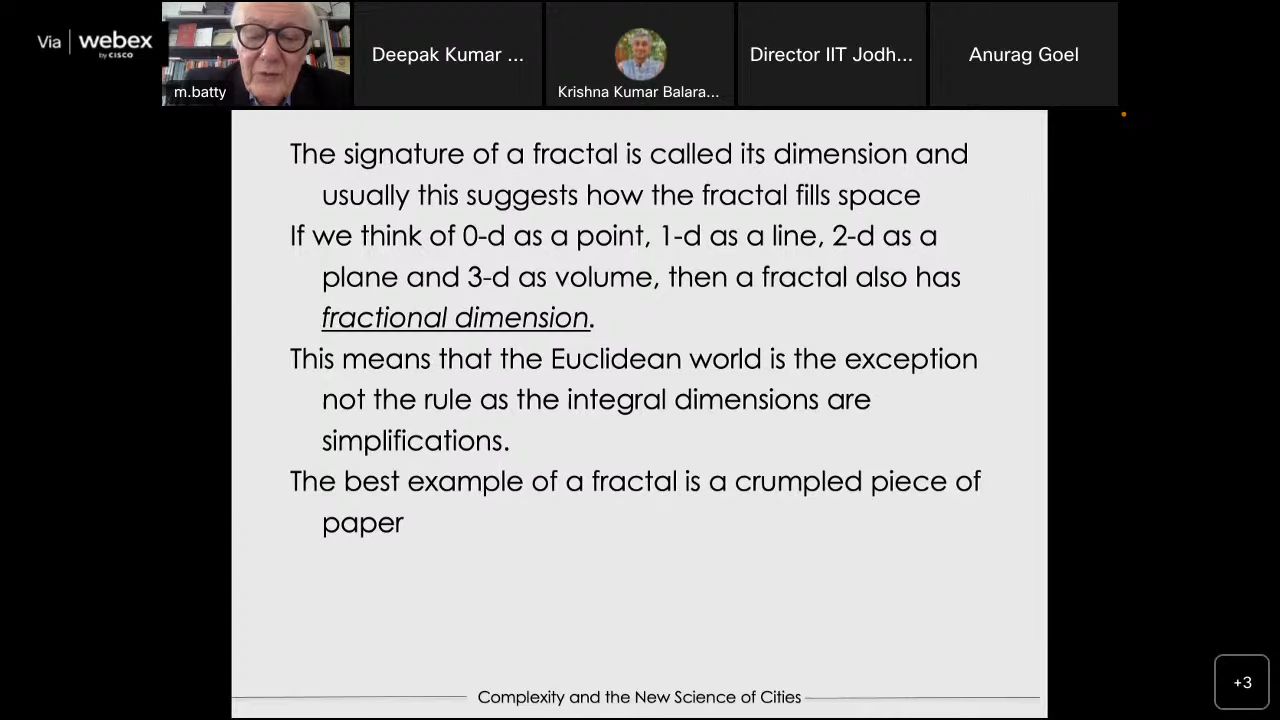 Via webex
by CISCO
m.batty
Deepak Kumar ...
Krishna Kumar Balara...
Director IIT Jodh...
Anurag Goel
The signature of a fractal is called its dimension and
usually this suggests how the fractal fills space
If we think of 0-d as a point, 1-d as a line, 2-d as a
plane and 3-d as volume, then a fractal also has
fractional dimension.
This means that the Euclidean world is the exception
not the rule as the integral dimensions are
simplifications.
The best example of a fractal is a crumpled piece of
paper
Complexity and the New Science of Cities
+3